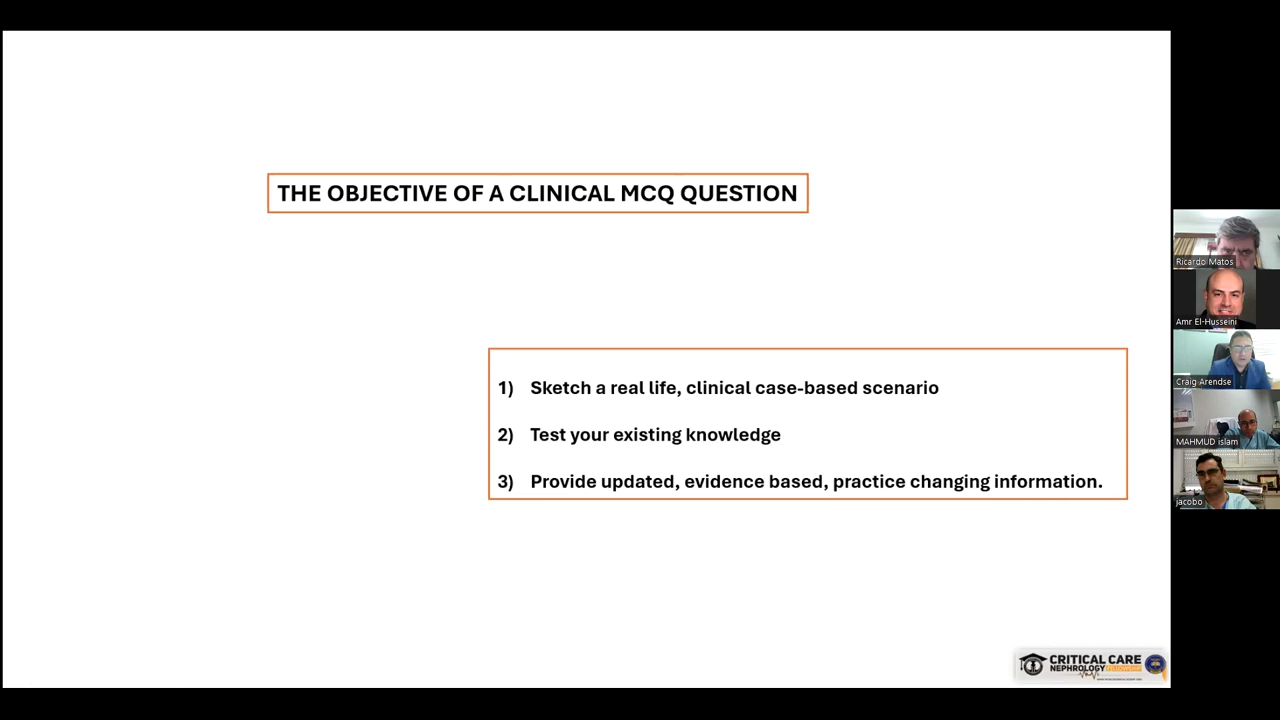 THE OBJECTIVE OF A CLINICAL MCQ QUESTION
1) Sketch a real life, clinical case-based scenario
2) Test your existing knowledge
3) Provide updated, evidence based, practice changing information.
Ricardo Matos
Amr El-Husseini
Craig Arendse
MAHMUD islam
jacobo
CRITICAL CARE
NEPHROLOGY FELLOWSHIP